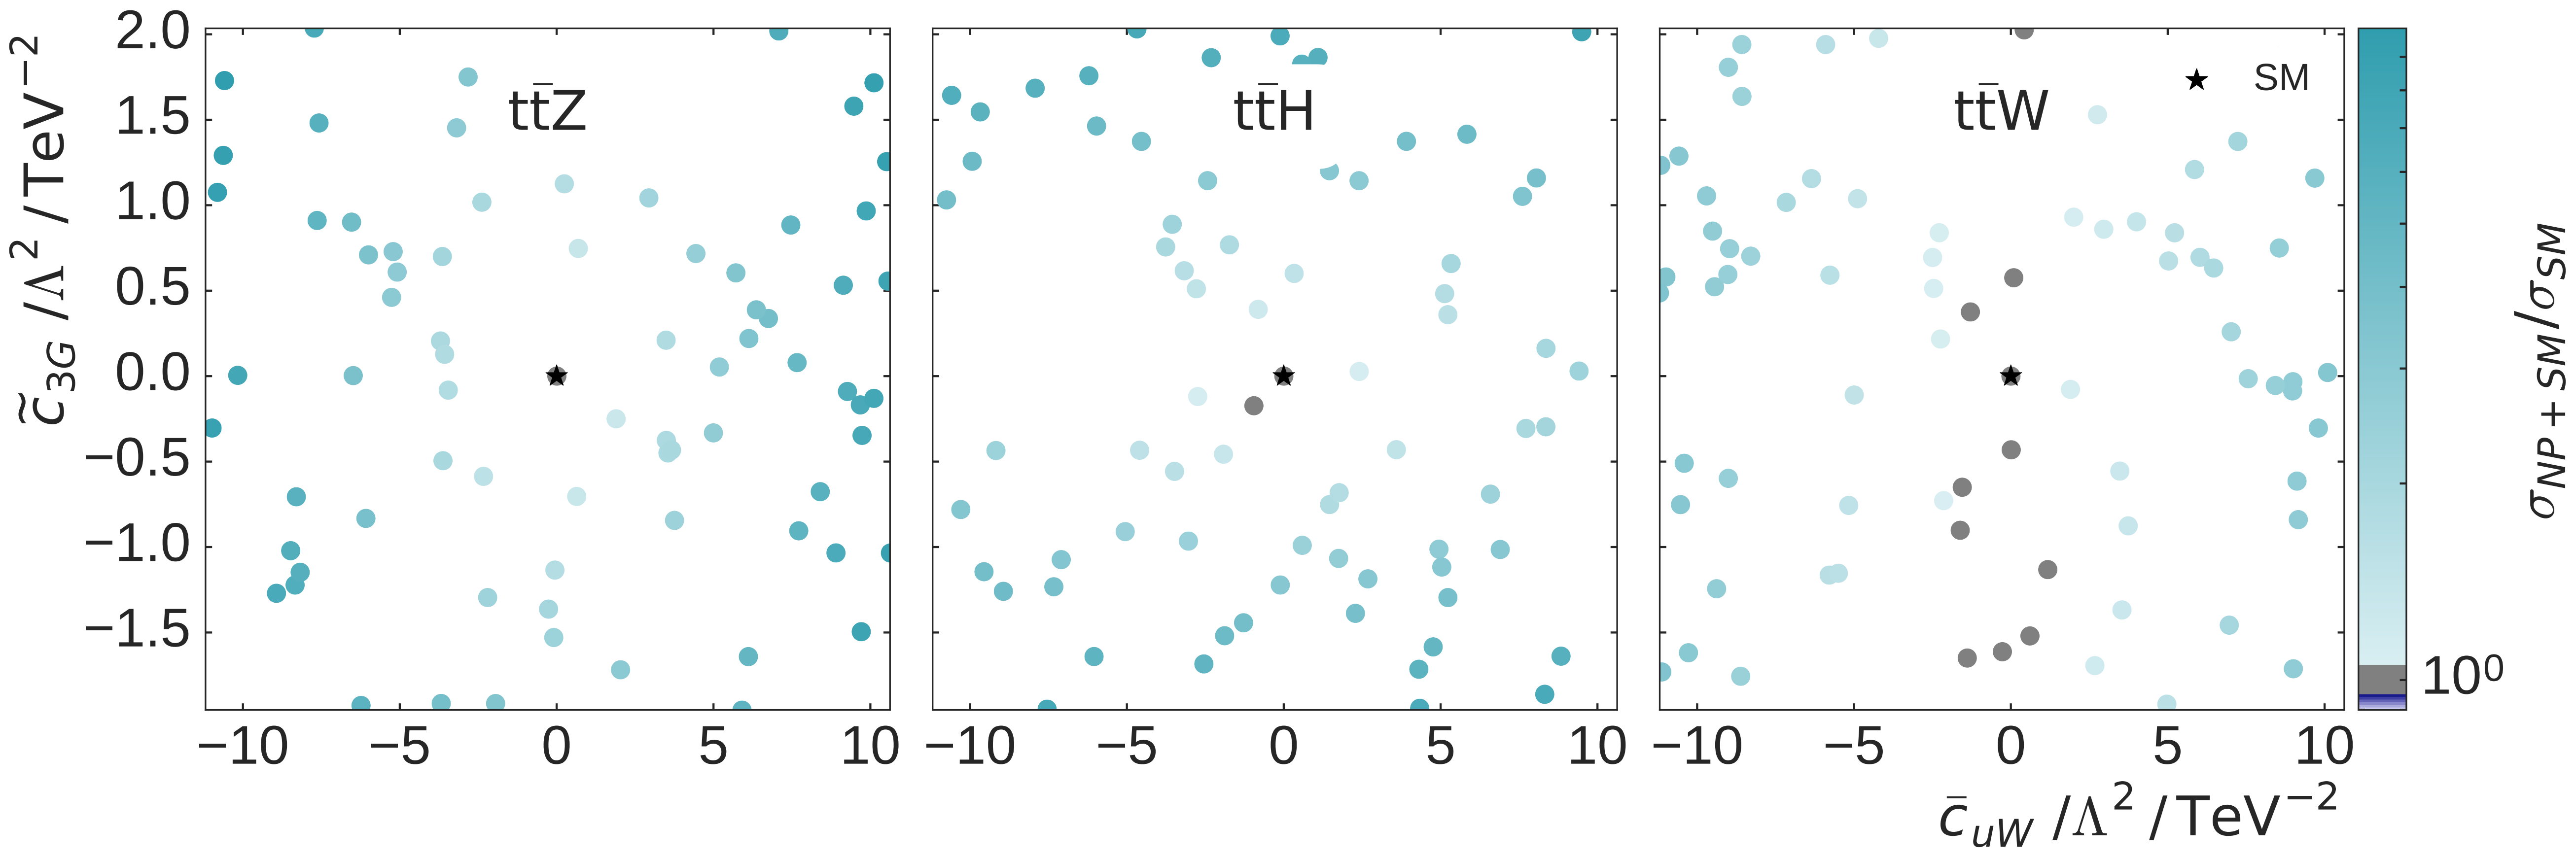 2.0
1.5
1.0
0.5
0.0
−0.5
−1.0
−1.5
c̃₃G /Λ² / TeV⁻²
tt̄Z
tt̄H
tt̄W
SM
−10 −5 0 5 10
−10 −5 0 5 10
−10 −5 0 5 10
c̄uW /Λ² / TeV⁻²
10⁰
σNP + SM/σSM